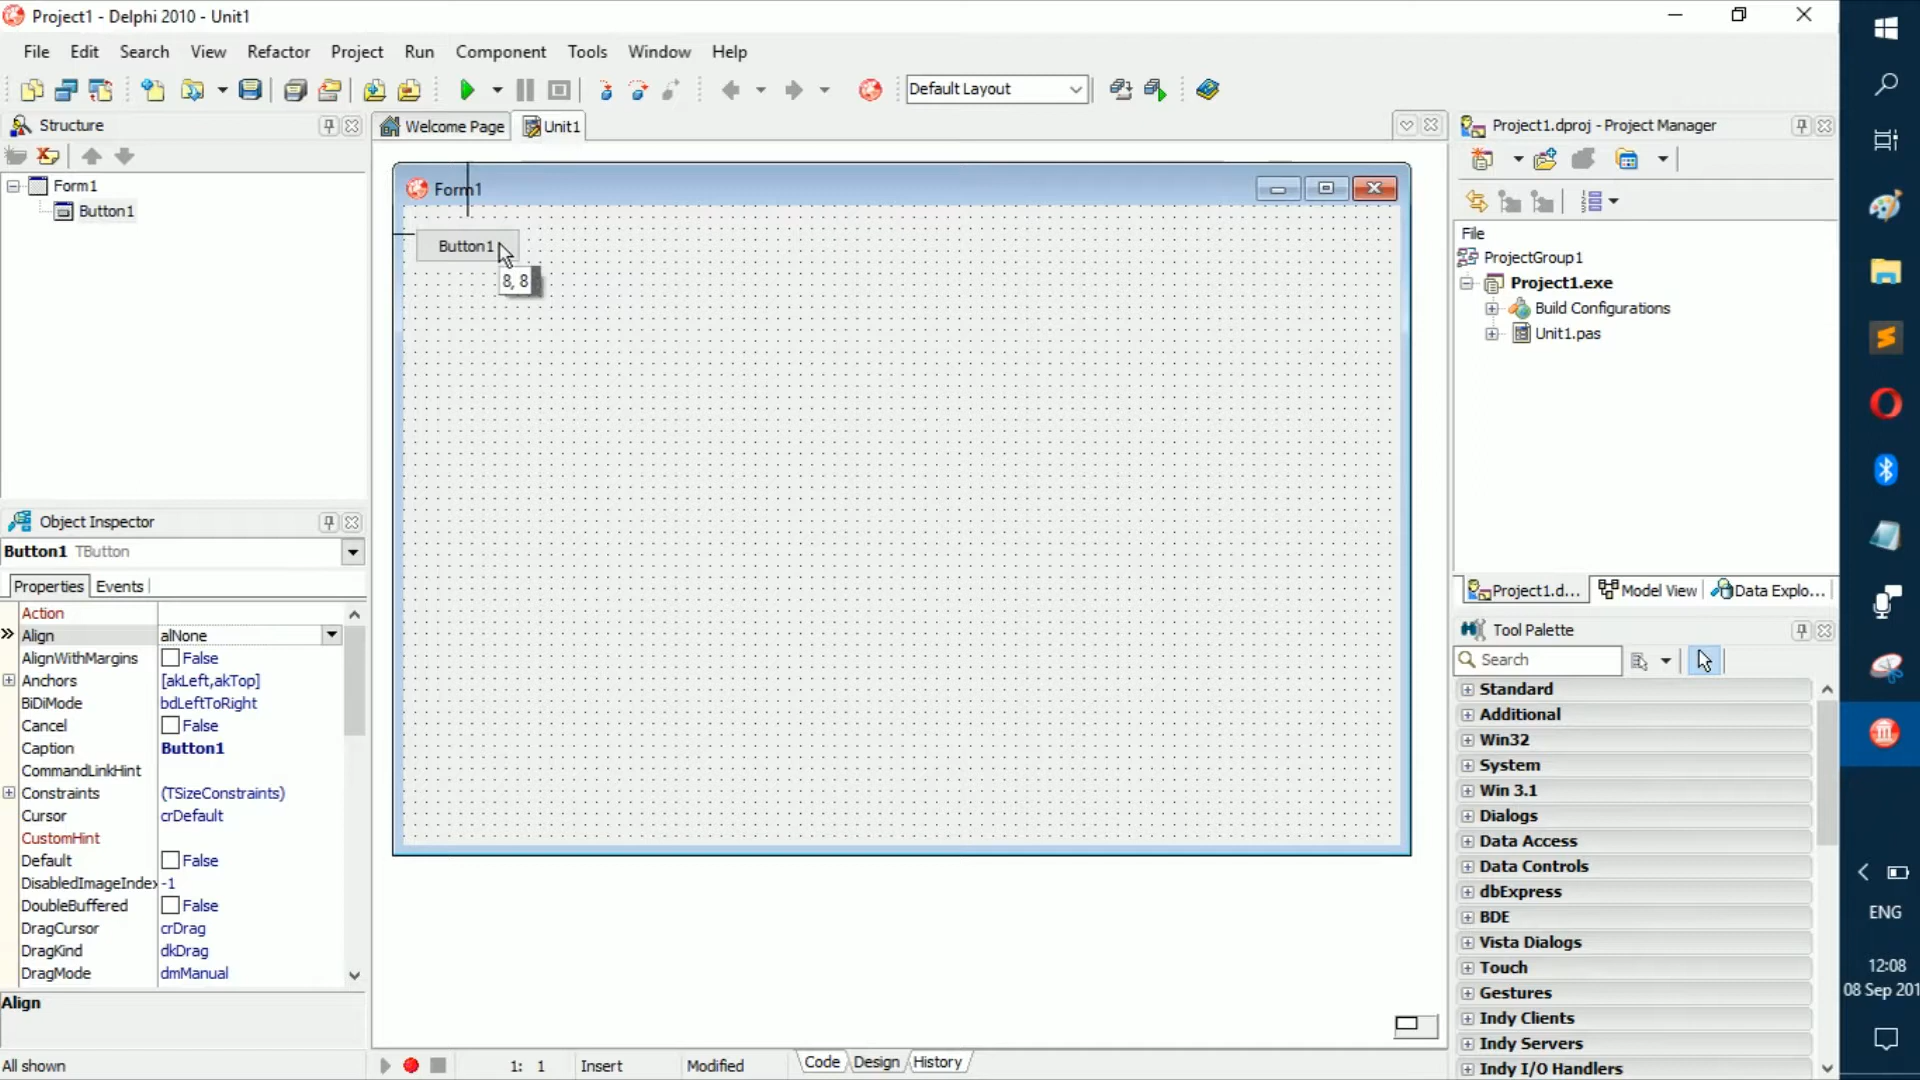 Project1 - Delphi 2010 - Unit1
File Edit Search View Refactor Project Run Component Tools Window Help
Default Layout
Structure
Form1
Button1
Welcome Page
Unit1
Form1
Button1
8, 8
Object Inspector
Button1 TButton
Properties Events
Action
Align alNone
AlignWithMargins False
Anchors [akLeft,akTop]
BiDiMode bdLeftToRight
Cancel False
Caption Button1
CommandLinkHint
Constraints (TSizeConstraints)
Cursor crDefault
CustomHint
Default False
DisabledImageIndex -1
DoubleBuffered False
DragCursor crDrag
DragKind dkDrag
DragMode dmManual
Align
All shown
1: 1
Insert
Modified
Code Design History
Project1.dproj - Project Manager
File
ProjectGroup1
Project1.exe
Build Configurations
Unit1.pas
Project1.d... Model View Data Explo...
Tool Palette
Search
Standard
Additional
Win32
System
Win 3.1
Dialogs
Data Access
Data Controls
dbExpress
BDE
Vista Dialogs
Touch
Gestures
Indy Clients
Indy Servers
Indy I/O Handlers
ENG
12:08
08 Sep 201